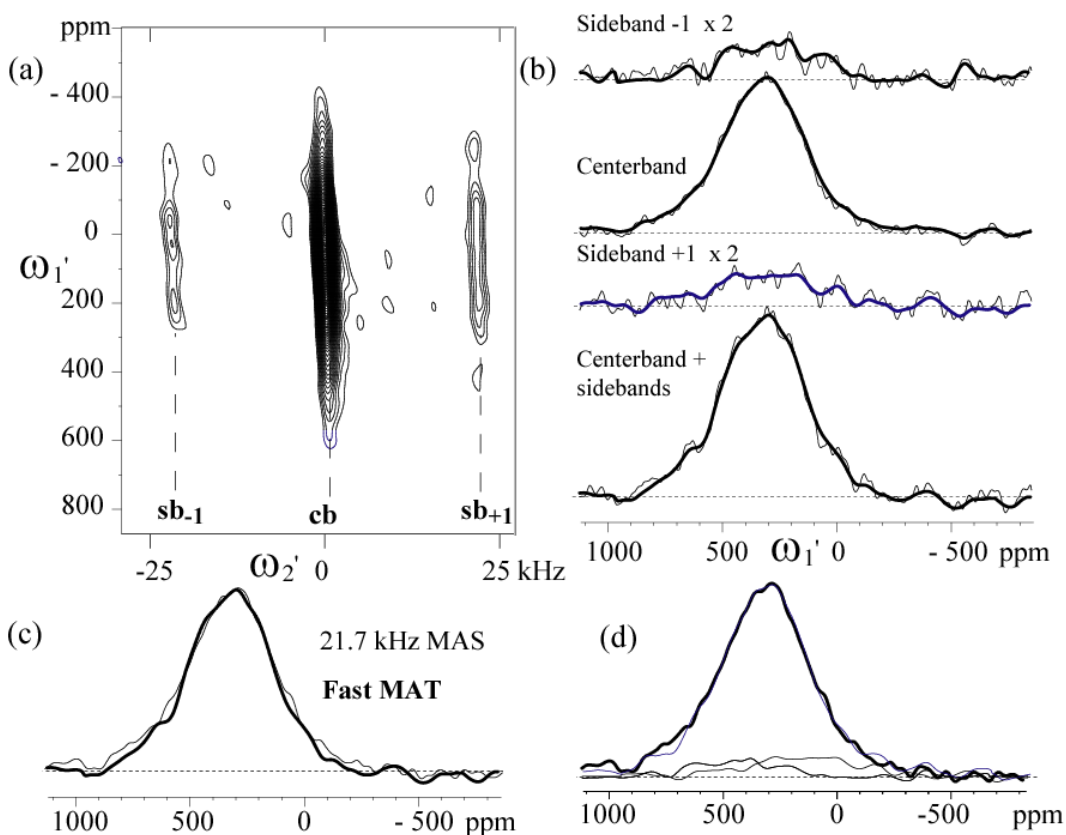 (a)
ppm
- 400
- 200
0
ω1'
200
400
600
800
sb-1
cb
sb+1
-25
ω2'
0
25 kHz
(b)
Sideband -1 x 2
Centerband
Sideband +1 x 2
Centerband +
sidebands
1000
500
ω1'
0
- 500
ppm
(c)
21.7 kHz MAS
Fast MAT
1000
500
0
- 500 ppm
(d)
1000
500
0
- 500
ppm